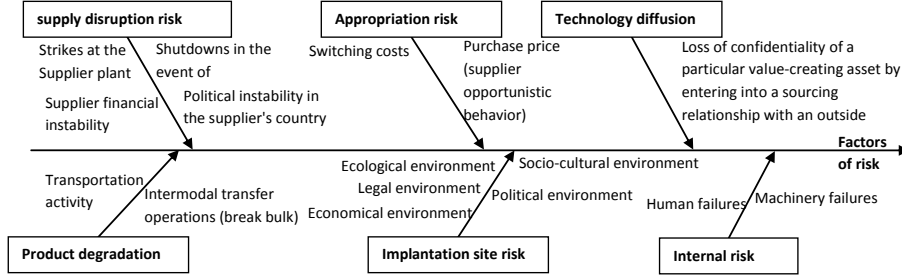 supply disruption risk
Appropriation risk
Technology diffusion
Strikes at the
Supplier plant
Shutdowns in the
event of
Supplier financial
instability
Political instability in
the supplier's country
Switching costs
Purchase price
(supplier
opportunistic
behavior)
Loss of confidentiality of a
particular value-creating asset by
entering into a sourcing
relationship with an outside
Factors
of risk
Transportation
activity
Intermodal transfer
operations (break bulk)
Ecological environment
Legal environment
Economical environment
Socio-cultural environment
Political environment
Human failures
Machinery failures
Product degradation
Implantation site risk
Internal risk